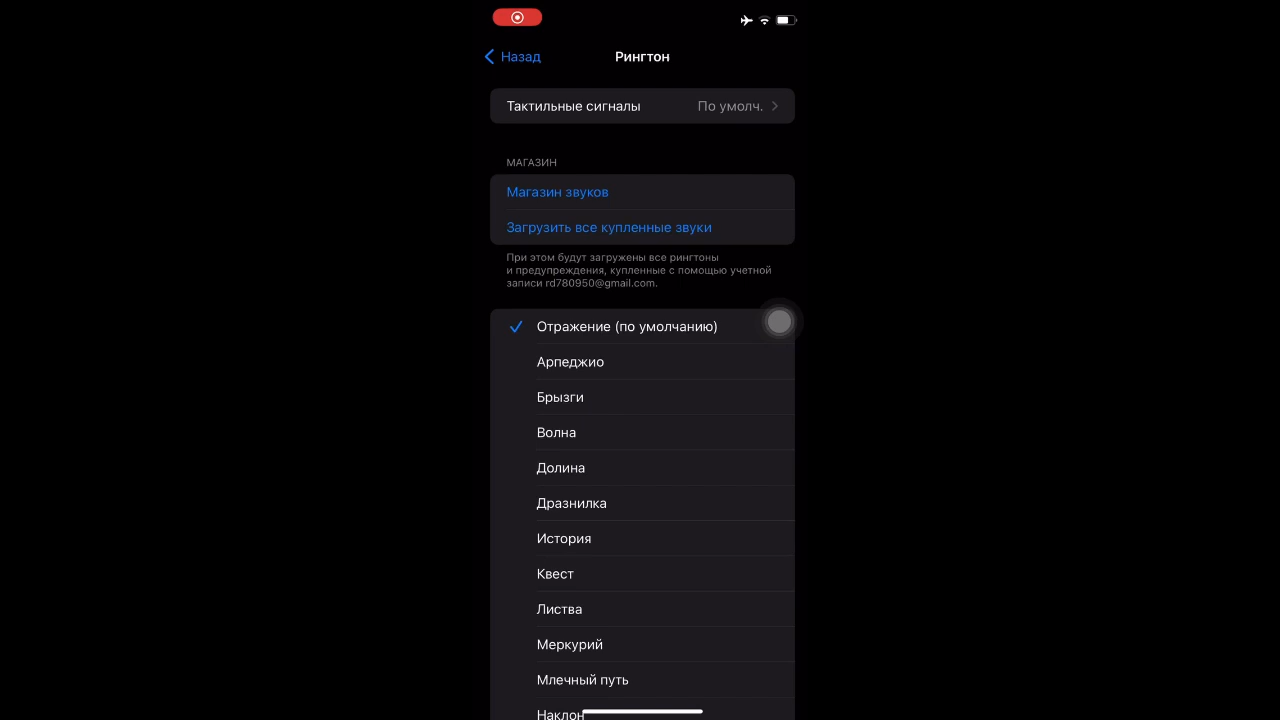 Назад
Рингтон
Тактильные сигналы
По умолч.
МАГАЗИН
Магазин звуков
Загрузить все купленные звуки
При этом будут загружены все рингтоны
и предупреждения, купленные с помощью учетной
записи rd780950@gmail.com.
Отражение (по умолчанию)
Арпеджио
Брызги
Волна
Долина
Дразнилка
История
Квест
Листва
Меркурий
Млечный путь
Наклон